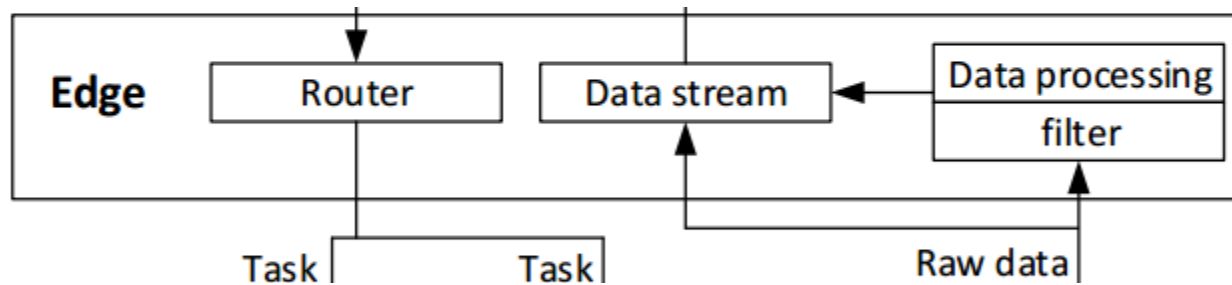 Edge
Router
Data stream
Data processing
filter
Task
Task
Raw data